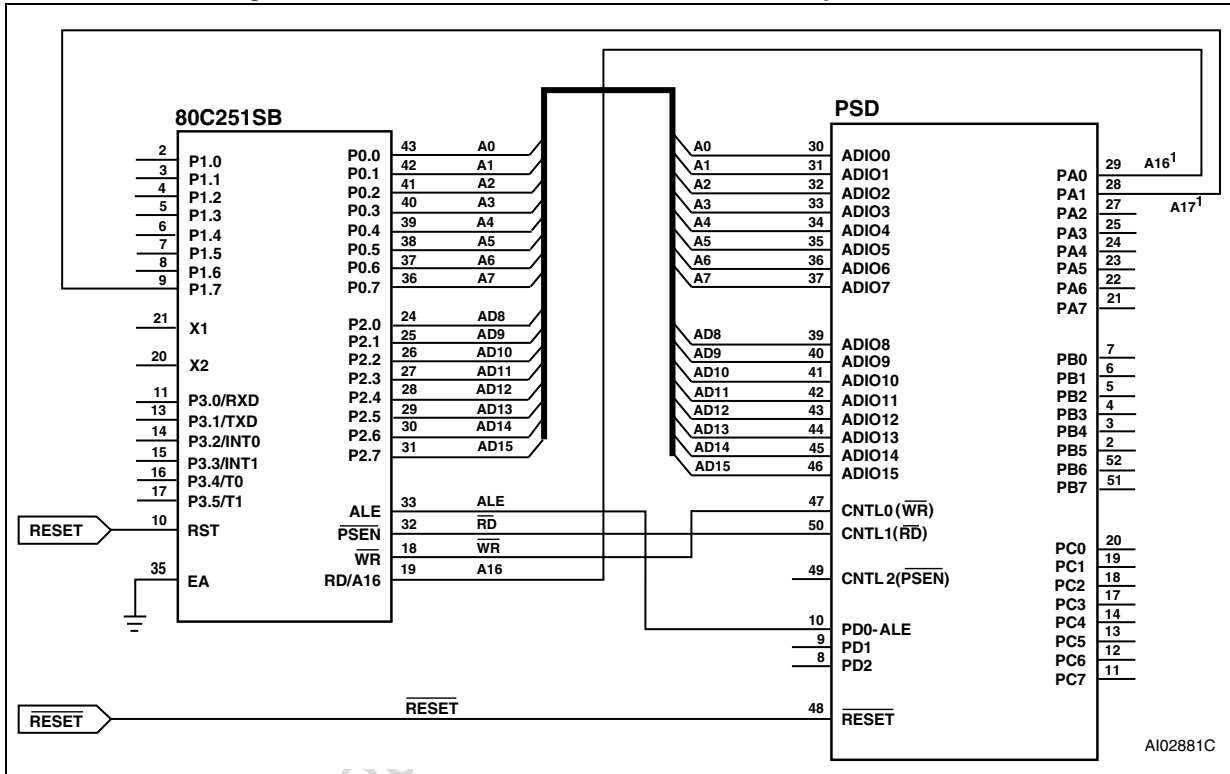 80C251SB
2 P1.0
3 P1.1
4 P1.2
5 P1.3
6 P1.4
7 P1.5
8 P1.6
9 P1.7
21 X1
20 X2
11 P3.0/RXD
13 P3.1/TXD
14 P3.2/INT0
15 P3.3/INT1
16 P3.4/T0
17 P3.5/T1
RESET 10 RST
35 EA
P0.0 43 A0
P0.1 42 A1
P0.2 41 A2
P0.3 40 A3
P0.4 39 A4
P0.5 38 A5
P0.6 37 A6
P0.7 36 A7
P2.0 24 AD8
P2.1 25 AD9
P2.2 26 AD10
P2.3 27 AD11
P2.4 28 AD12
P2.5 29 AD13
P2.6 30 AD14
P2.7 31 AD15
ALE 33 ALE
PSEN 32 RD
WR 18 WR
RD/A16 19 A16
PSD
A0 30 ADIO0
A1 31 ADIO1
A2 32 ADIO2
A3 33 ADIO3
A4 34 ADIO4
A5 35 ADIO5
A6 36 ADIO6
A7 37 ADIO7
AD8 39 ADIO8
AD9 40 ADIO9
AD10 41 ADIO10
AD11 42 ADIO11
AD12 43 ADIO12
AD13 44 ADIO13
AD14 45 ADIO14
AD15 46 ADIO15
47 CNTL0 (WR)
50 CNTL1(RD)
49 CNTL 2(PSEN)
10 PD0-ALE
9 PD1
8 PD2
RESET RESET 48 RESET
PA0 29 A16¹
PA1 28 A17¹
PA2 27
PA3 25
PA4 24
PA5 23
PA6 22
PA7 21
PB0 7
PB1 6
PB2 5
PB3 4
PB4 3
PB5 2
PB6 52
PB7 51
PC0 20
PC1 19
PC2 18
PC3 17
PC4 14
PC5 13
PC6 12
PC7 11
AI02881C